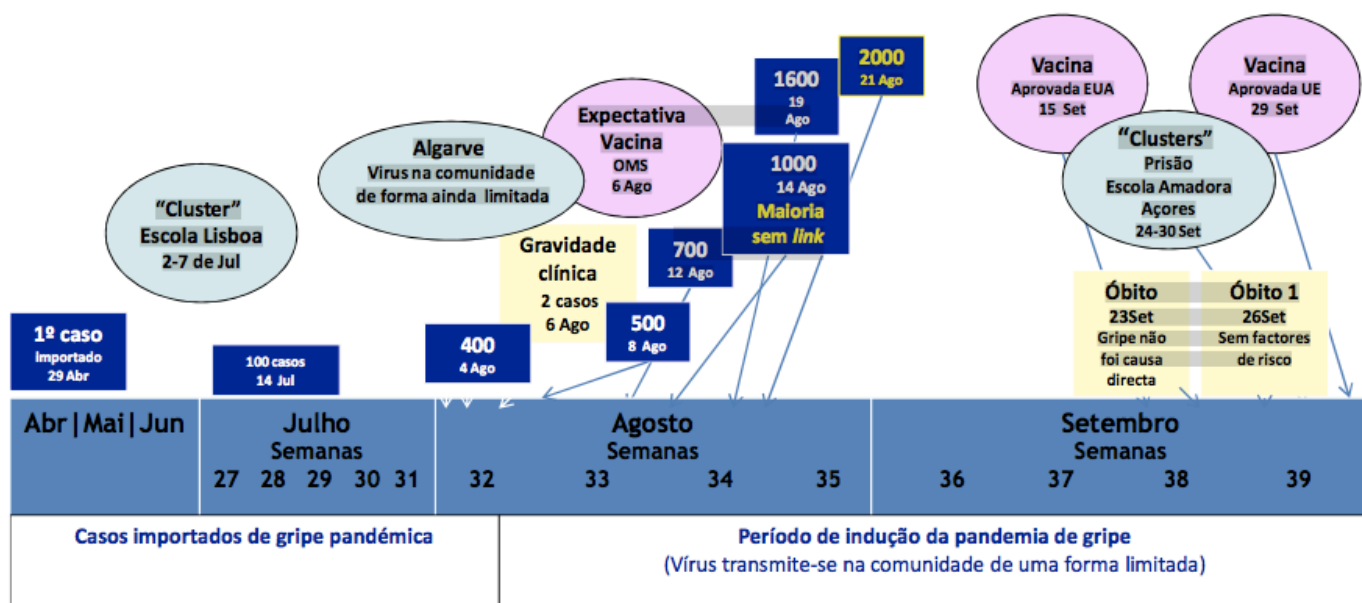 1º caso
importado
29 Abr
"Cluster"
Escola Lisboa
2-7 de Jul
100 casos
14 Jul
Algarve
Virus na comunidade
de forma ainda limitada
400
4 Ago
Expectativa
Vacina
OMS
6 Ago
Gravidade
clínica
2 casos
6 Ago
500
8 Ago
700
12 Ago
1000
14 Ago
Maioria
sem link
1600
19
Ago
2000
21 Ago
Vacina
Aprovada EUA
15 Set
Vacina
Aprovada UE
29 Set
"Clusters"
Prisão
Escola Amadora
Açores
24-30 Set
Óbito
23Set
Gripe não
foi causa
directa
Óbito 1
26Set
Sem factores
de risco
Abr|Mai|Jun
Julho
Semanas
27 28 29 30 31
Agosto
Semanas
32 33 34 35
Setembro
Semanas
36 37 38 39
Casos importados de gripe pandémica
Período de indução da pandemia de gripe
(Vírus transmite-se na comunidade de uma forma limitada)